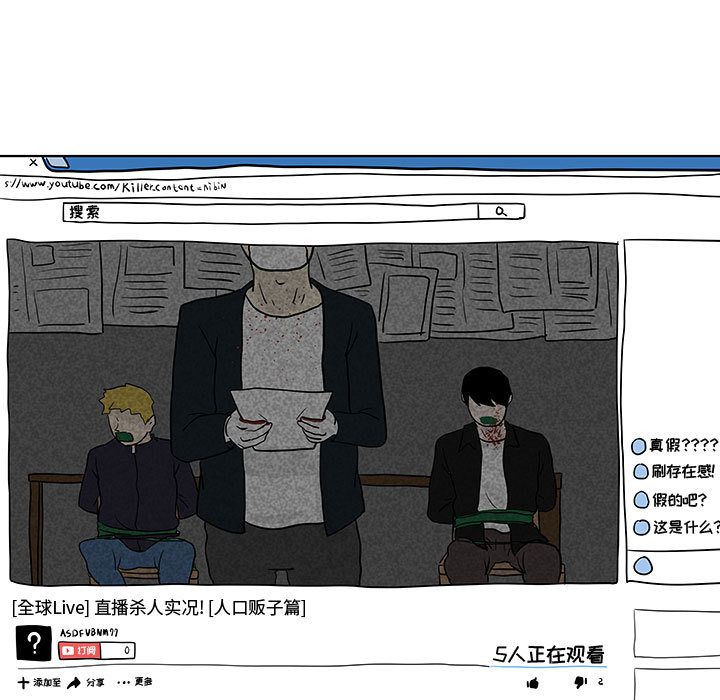 x
s://www.youtube.com/Killer.content=nibin
搜索
真假????
刷存在感!
假的吧?
这是什么?
[全球Live] 直播杀人实况! [人口贩子篇]
?
ASDFVBNM??
订阅 0
5人正在观看
+ 添加至 分享 ··· 更多
2